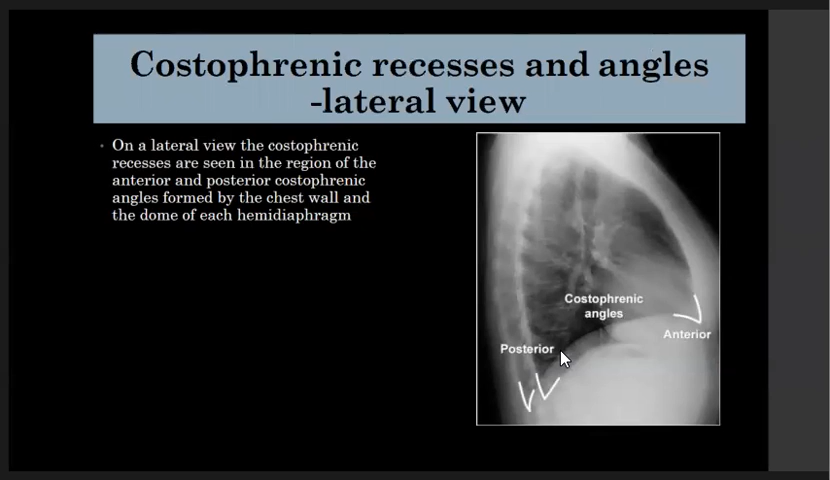 Costophrenic recesses and angles
-lateral view
• On a lateral view the costophrenic
recesses are seen in the region of the
anterior and posterior costophrenic
angles formed by the chest wall and
the dome of each hemidiaphragm
Costophrenic
angles
Anterior
Posterior